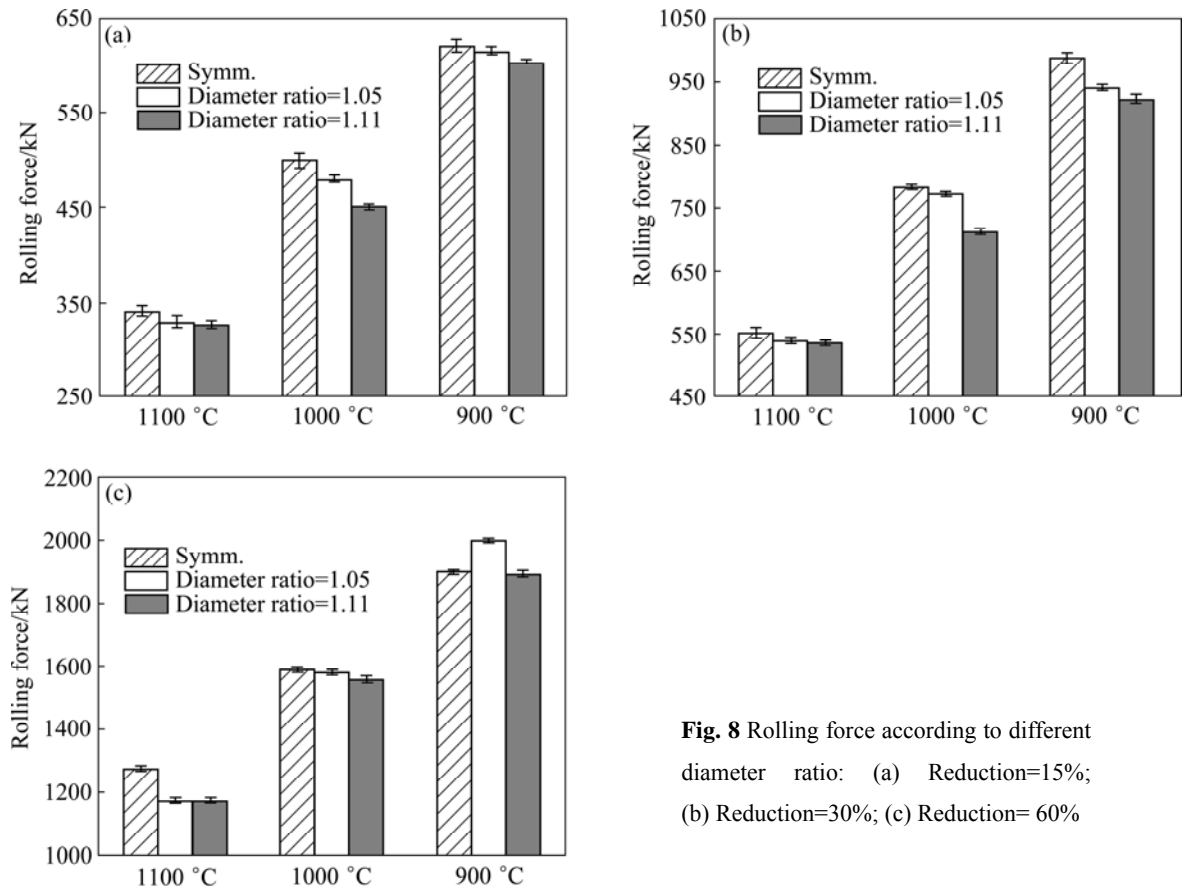 (a)
Symm.
Diameter ratio=1.05
Diameter ratio=1.11
Rolling force/kN
650
550
450
350
250
1100 °C
1000 °C
900 °C
(b)
Symm.
Diameter ratio=1.05
Diameter ratio=1.11
Rolling force/kN
1050
950
850
750
650
550
450
1100 °C
1000 °C
900 °C
(c)
Symm.
Diameter ratio=1.05
Diameter ratio=1.11
Rolling force/kN
2200
2000
1800
1600
1400
1200
1000
1100 °C
1000 °C
900 °C
Fig. 8 Rolling force according to different
diameter ratio: (a) Reduction=15%;
(b) Reduction=30%; (c) Reduction= 60%